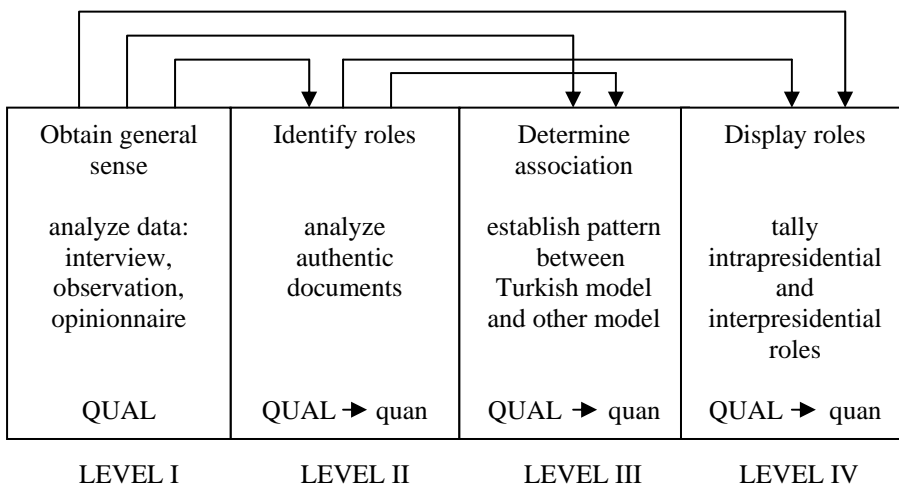 Obtain general
sense
analyze data:
interview,
observation,
opinionnaire
QUAL
Identify roles
analyze
authentic
documents
QUAL → quan
Determine
association
establish pattern
between
Turkish model
and other model
QUAL → quan
Display roles
tally
intrapresidential
and
interpresidential
roles
QUAL → quan
LEVEL I
LEVEL II
LEVEL III
LEVEL IV